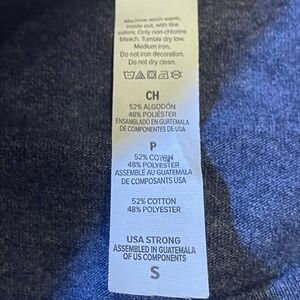 Machine wash warm,
inside out, with like
colors. Only non-chlorine
bleach. Tumble dry low.
Medium iron.
Do not iron decoration.
Do not dry clean.
CH
52% ALGODÓN
48% POLIÉSTER
ENSAMBLADO EN GUATEMALA
DE COMPONENTES DE USA
P
52% COTON
48% POLYESTER
ASSEMBLÉ AU GUATEMALA
DE COMPOSANTS USA
52% COTTON
48% POLYESTER
USA STRONG
ASSEMBLED IN GUATEMALA
OF US COMPONENTS
S